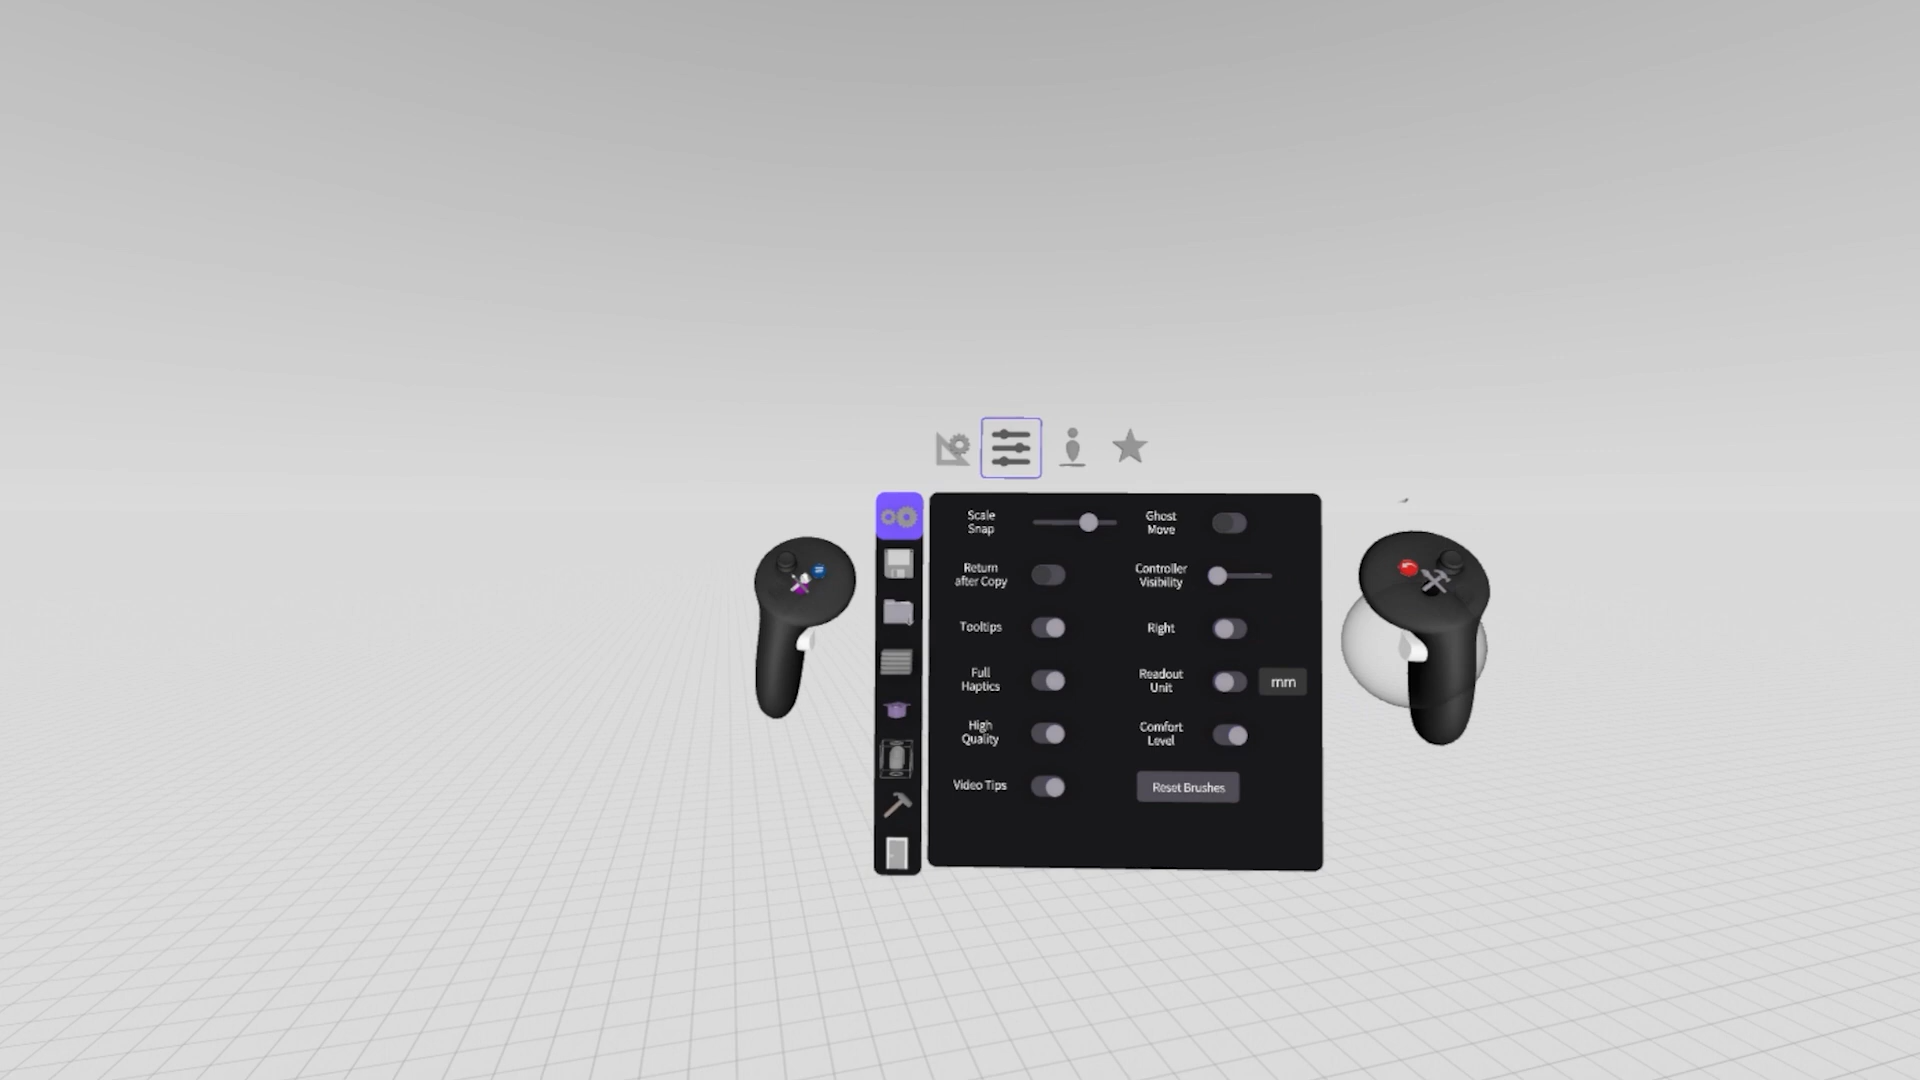 Scale
Snap
Ghost
Move
Return
after Copy
Controller
Visibility
Tooltips
Right
Full
Haptics
Readout
Unit
mm
High
Quality
Comfort
Level
Video Tips
Reset Brushes